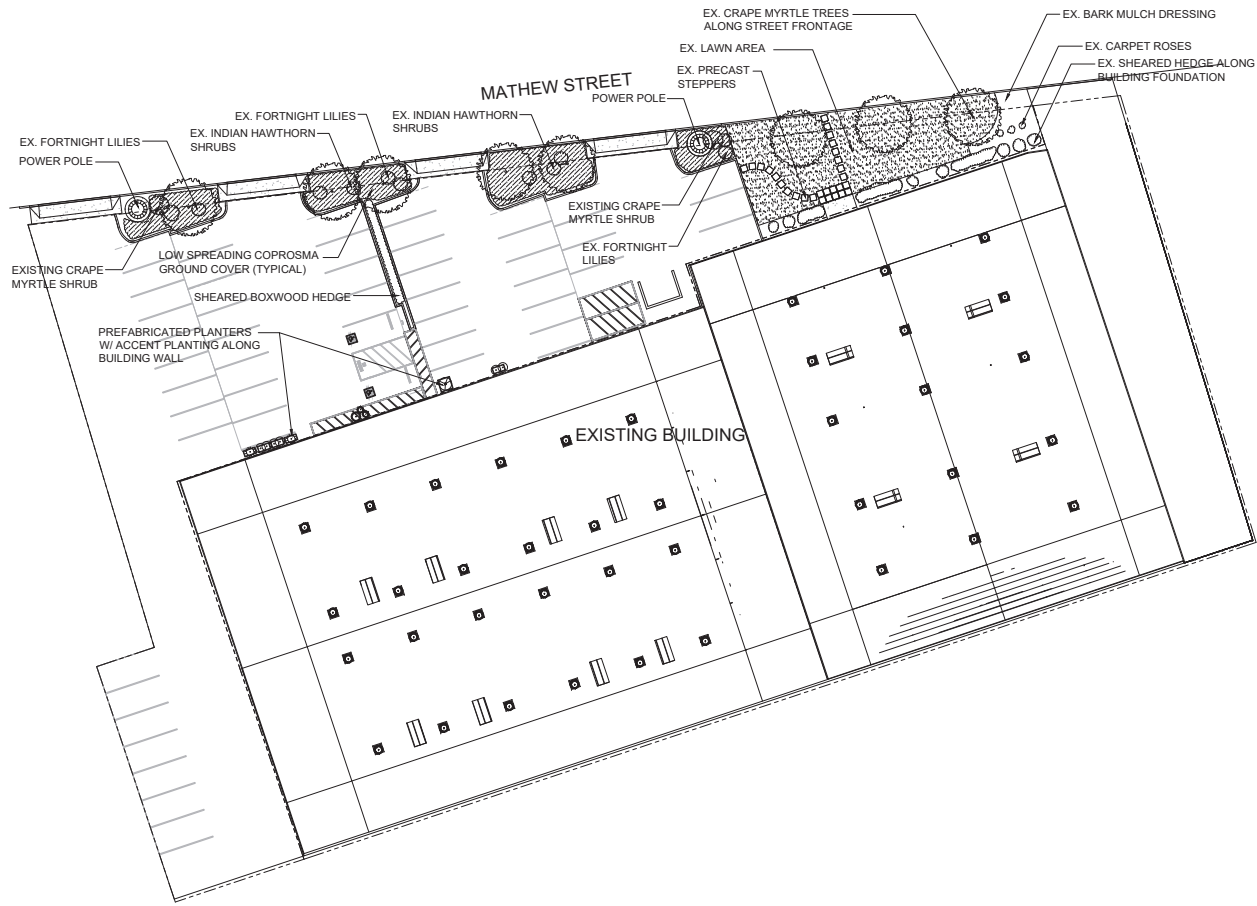 EX. CRAPE MYRTLE TREES
ALONG STREET FRONTAGE
EX. BARK MULCH DRESSING
EX. LAWN AREA
EX. CARPET ROSES
EX. PRECAST
STEPPERS
EX. SHEARED HEDGE ALONG
BUILDING FOUNDATION
MATHEW STREET
POWER POLE
EX. FORTNIGHT LILIES
EX. INDIAN HAWTHORN
SHRUBS
EX. INDIAN HAWTHORN
SHRUBS
EX. FORTNIGHT LILIES
POWER POLE
EXISTING CRAPE
MYRTLE SHRUB
EX. FORTNIGHT
LILIES
LOW SPREADING COPROSMA
GROUND COVER (TYPICAL)
EXISTING CRAPE
MYRTLE SHRUB
SHEARED BOXWOOD HEDGE
PREFABRICATED PLANTERS
W/ ACCENT PLANTING ALONG
BUILDING WALL
EXISTING BUILDING